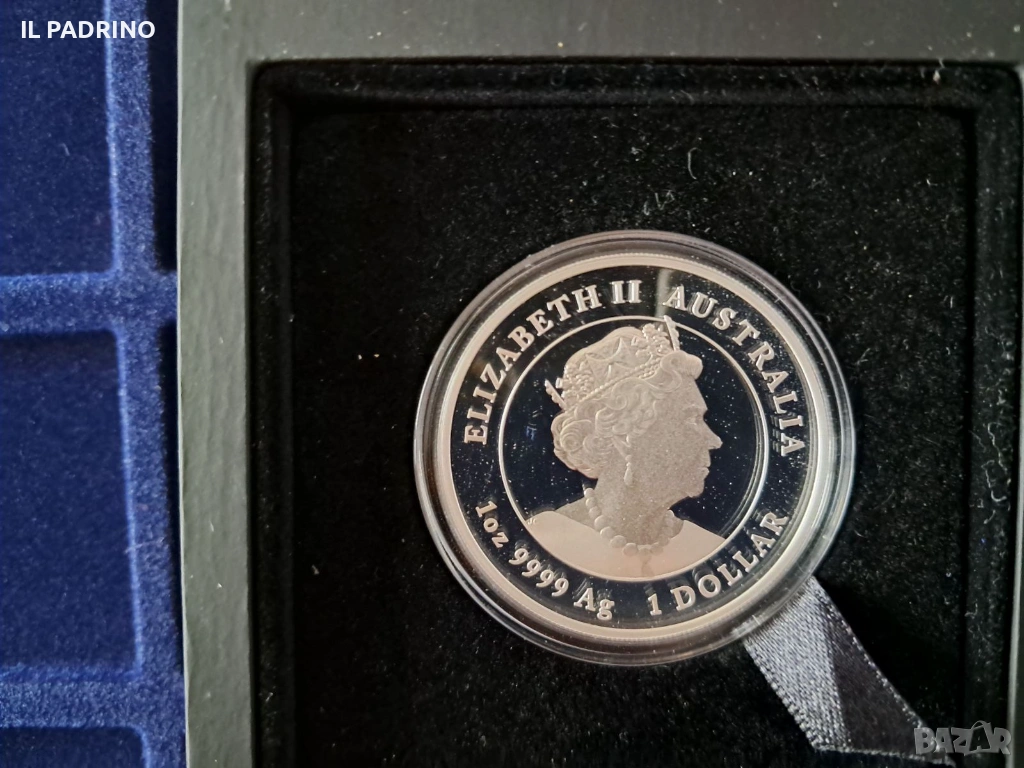 IL PADRINO
ELIZABETH II AUSTRALIA
1oz 9999 Ag 1 DOLLAR
BAZAR